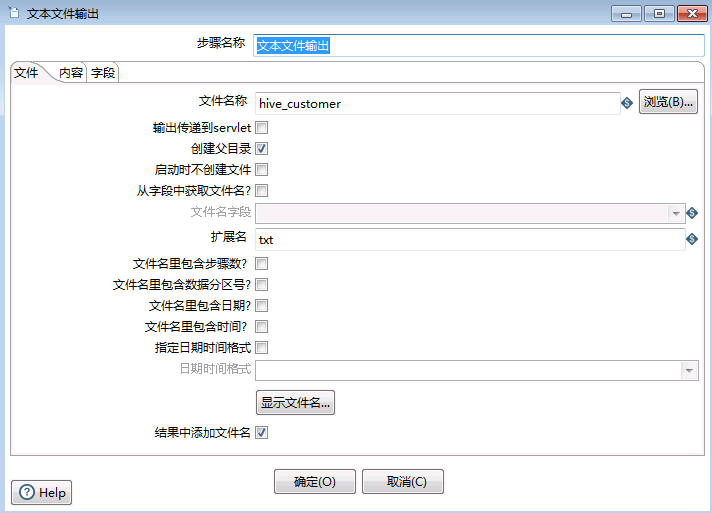 文本文件输出
步骤名称 文本文件输出
文件 内容 字段
文件名称 hive_customer 浏览(B)...
输出传递到servlet
创建父目录
启动时不创建文件
从字段中获取文件名?
文件名字段
扩展名 txt
文件名里包含步骤数?
文件名里包含数据分区号?
文件名里包含日期?
文件名里包含时间?
指定日期时间格式
日期时间格式
显示文件名...
结果中添加文件名
确定(O) 取消(C)
Help